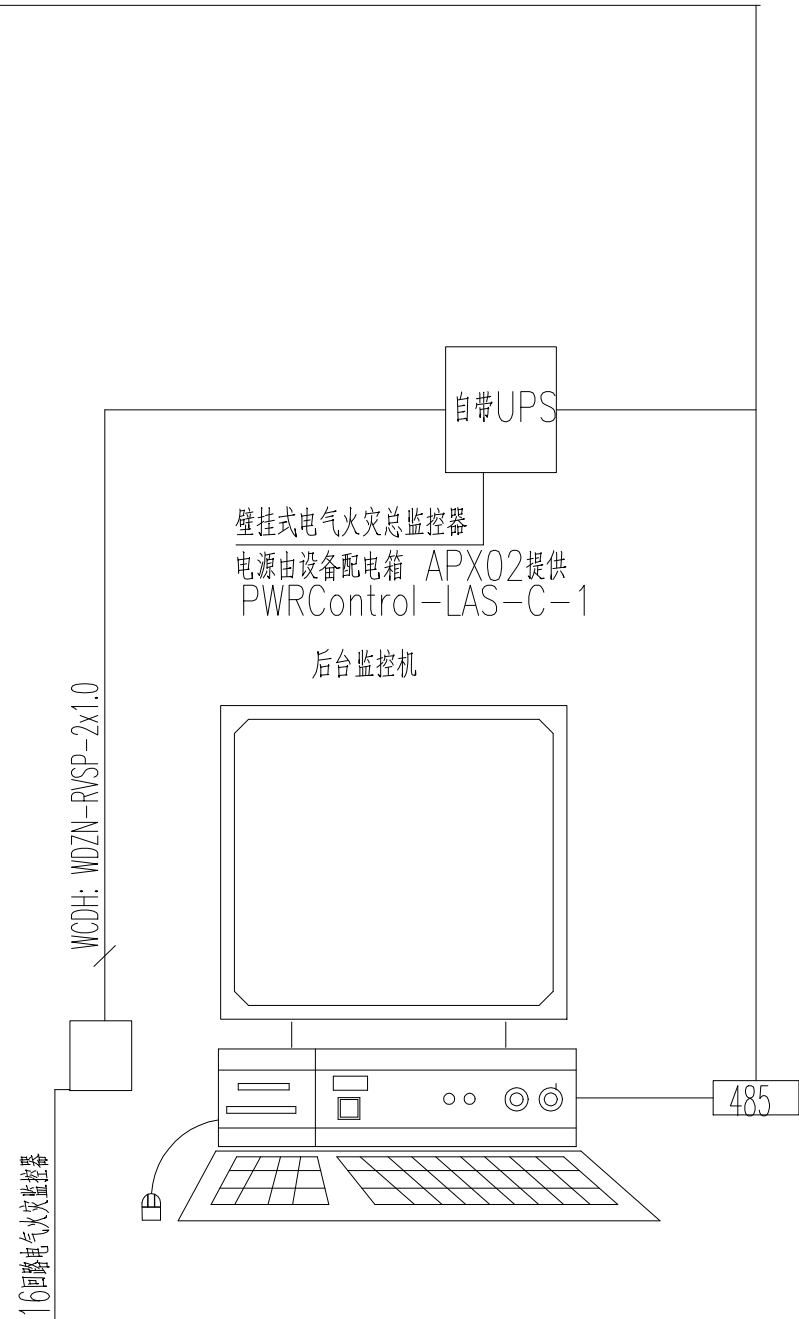 自带UPS
壁挂式电气火灾总监控器
电源由设备配电箱 APX02提供
PWRControl-LAS-C-1
后台监控机
WCDH: WDZN-RVSP-2x1.0
485
16回路电气火灾监控器